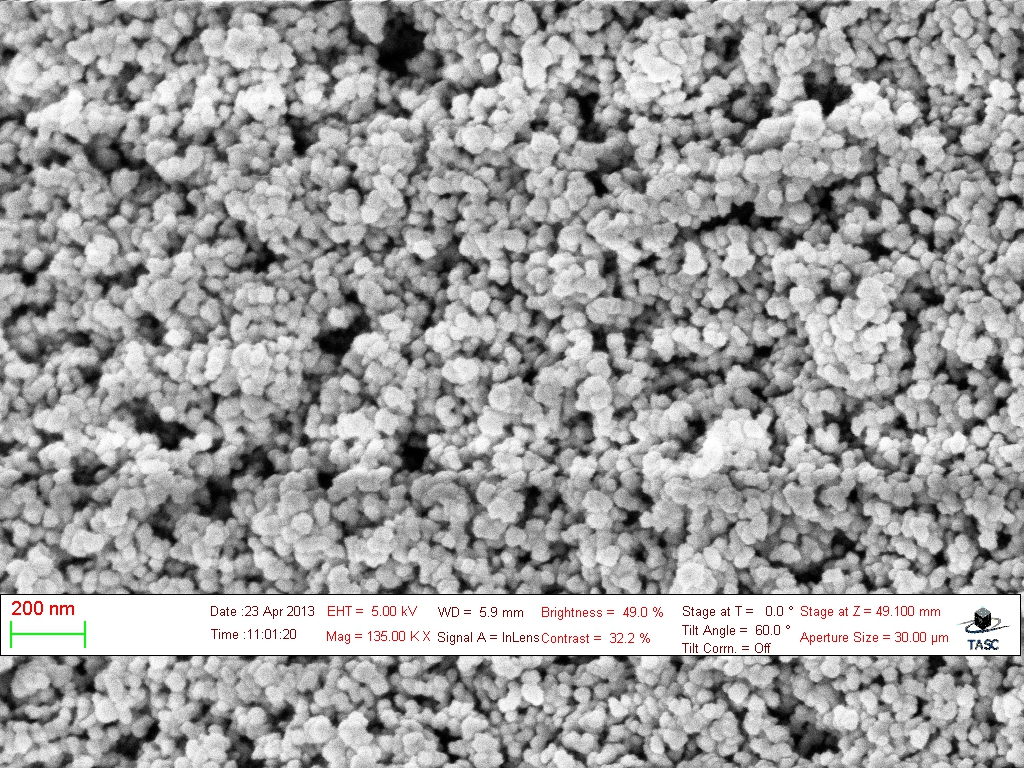 200 nm
Date :23 Apr 2013 EHT = 5.00 kV WD = 5.9 mm Brightness = 49.0 % Stage at T = 0.0 ° Stage at Z = 49.100 mm
Time :11:01:20 Mag = 135.00 K X Signal A = InLens Contrast = 32.2 % Tilt Angle = 60.0 ° Aperture Size = 30.00 µm
Tilt Corrn. = Off
TASC